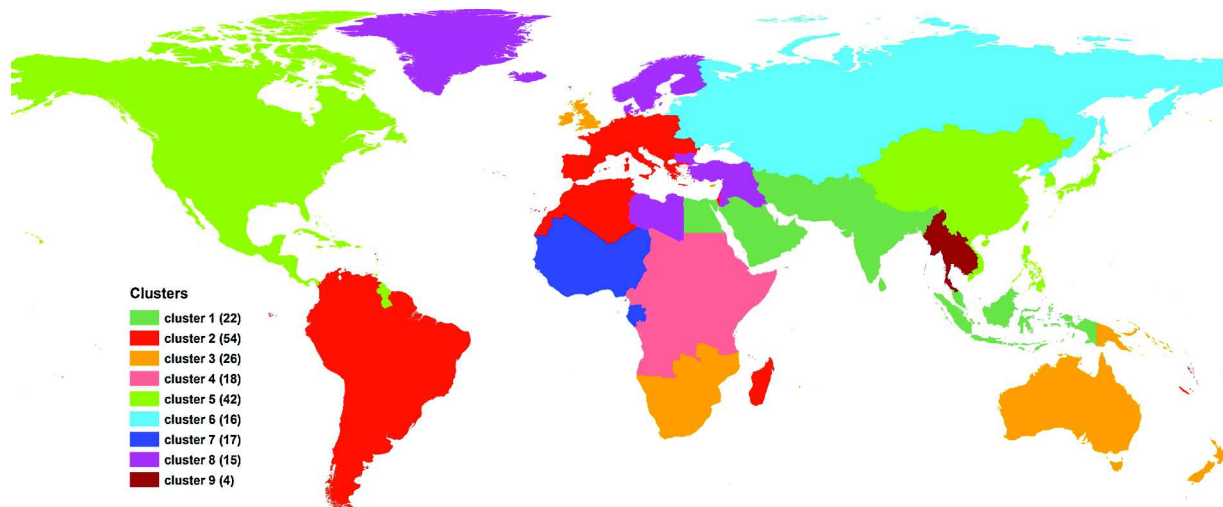 Clusters
cluster 1 (22)
cluster 2 (54)
cluster 3 (26)
cluster 4 (18)
cluster 5 (42)
cluster 6 (16)
cluster 7 (17)
cluster 8 (15)
cluster 9 (4)